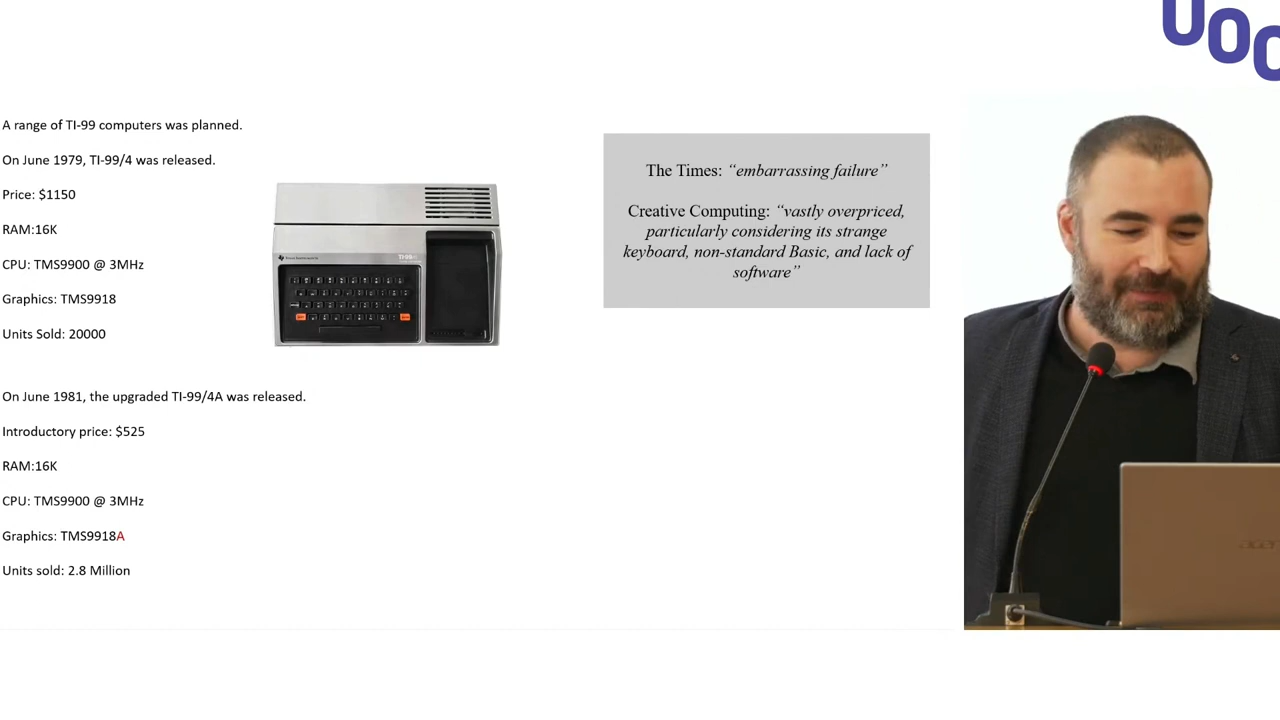 UOC
A range of TI-99 computers was planned.
On June 1979, TI-99/4 was released.
Price: $1150
RAM:16K
CPU: TMS9900 @ 3MHz
Graphics: TMS9918
Units Sold: 20000
The Times: “embarrassing failure”
Creative Computing: “vastly overpriced,
particularly considering its strange
keyboard, non-standard Basic, and lack of
software”
On June 1981, the upgraded TI-99/4A was released.
Introductory price: $525
RAM:16K
CPU: TMS9900 @ 3MHz
Graphics: TMS9918A
Units sold: 2.8 Million
acer